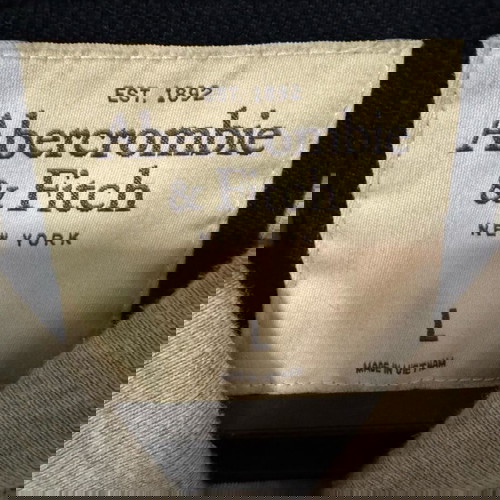 EST. 1892
Abercrombie
& Fitch
NEW YORK
L
MADE IN VIETNAM